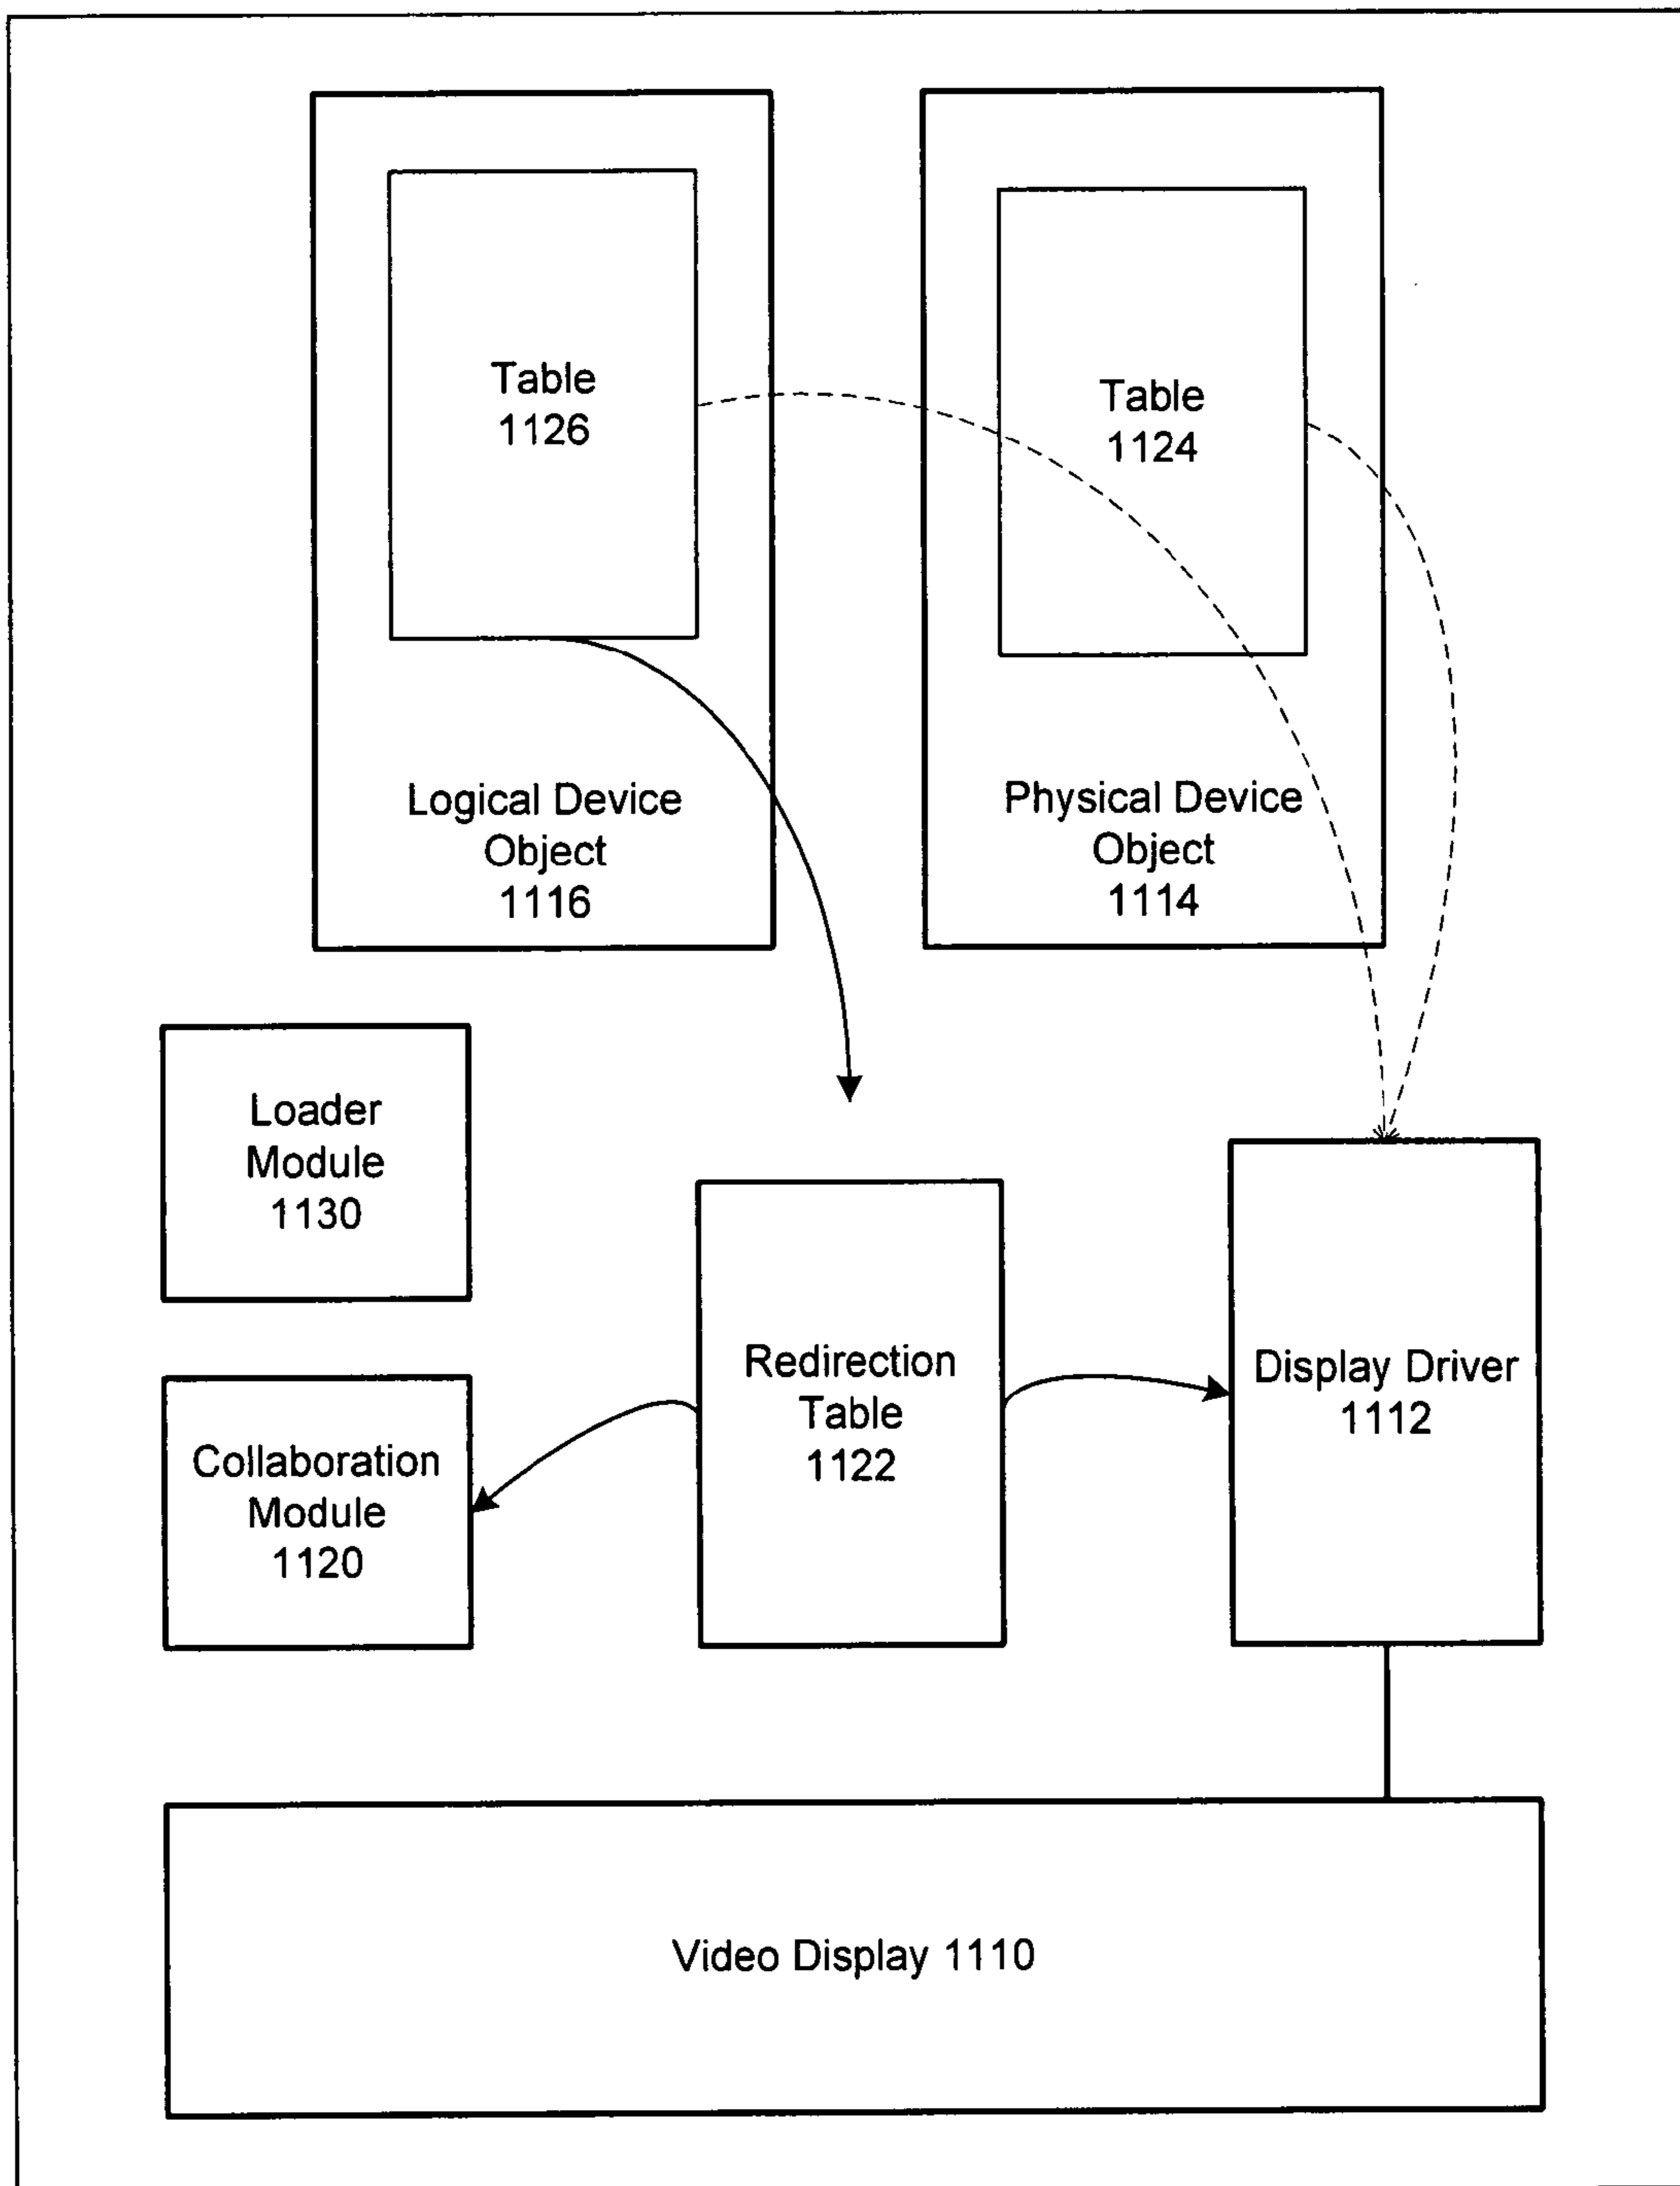 Table
1126
Table
1124
Logical Device
Object
1116
Physical Device
Object
1114
Loader
Module
1130
Redirection
Table
1122
Display Driver
1112
Collaboration
Module
1120
Video Display 1110